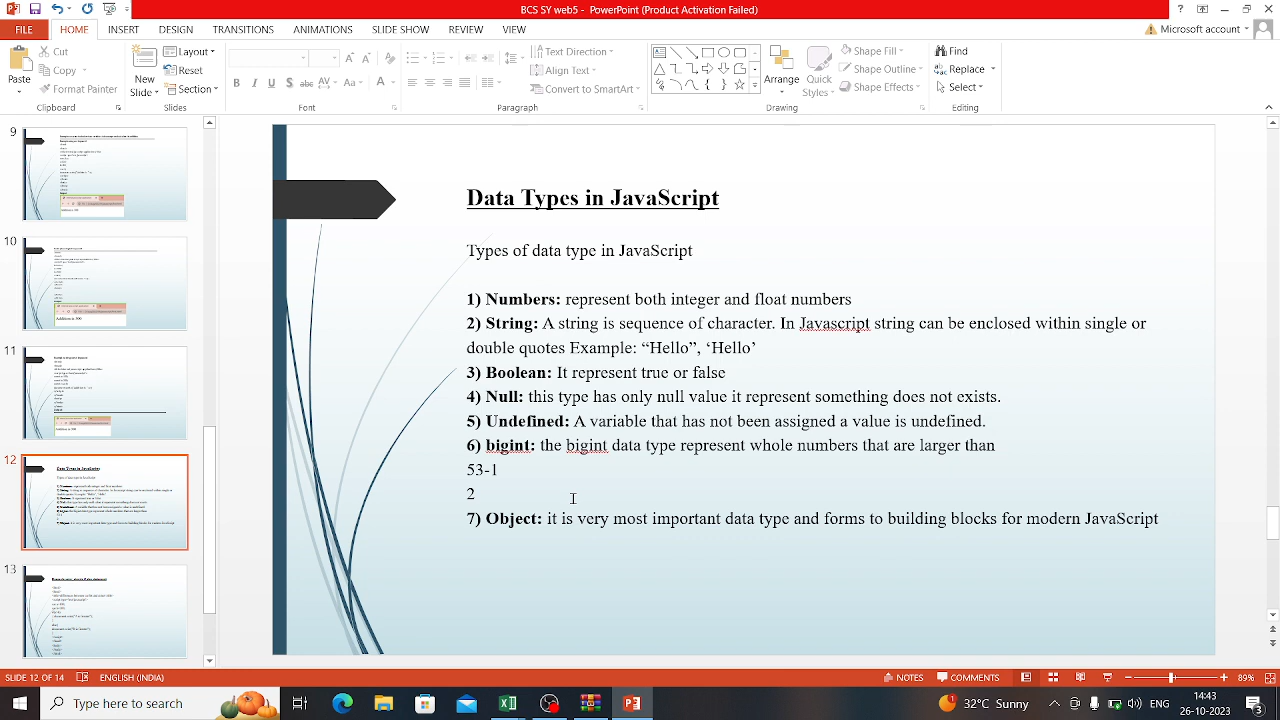 BCS SY web5 - PowerPoint (Product Activation Failed)
FILE HOME INSERT DESIGN TRANSITIONS ANIMATIONS SLIDE SHOW REVIEW VIEW Microsoft account
Paste
Cut
Copy
Format Painter
Clipboard
New
Slide
Layout
Reset
Section
Slides
B I U S abc AV Aa A
Font
Text Direction
Align Text
Convert to SmartArt
Paragraph
Arrange
Quick
Styles
Shape Fill
Shape Outline
Shape Effects
Drawing
Find
Replace
Select
Editing
9
10
11
12
13
Data Types in JavaScript
Types of data type in JavaScript
1) Numbers: represent both integer and float numbers
2) String: A string is sequence of character. In Javascript string can be enclosed within single or
double quotes Example: “Hello”, ‘Hello’
3) Boolean: It represent true or false
4) Null: this type has only null value it represent something does not exists.
5) Undefined: A variable that has not been assigned a value is undefined.
6) bigint: the bigint data type represent whole numbers that are larger than
53-1
2
7) Object: it is very most important data type and forms to building blocks for modern JavaScript
SLIDE 12 OF 14 ENGLISH (INDIA) NOTES COMMENTS 89%
Type here to search
32°C Sunny ENG
14:43
26-10-2023